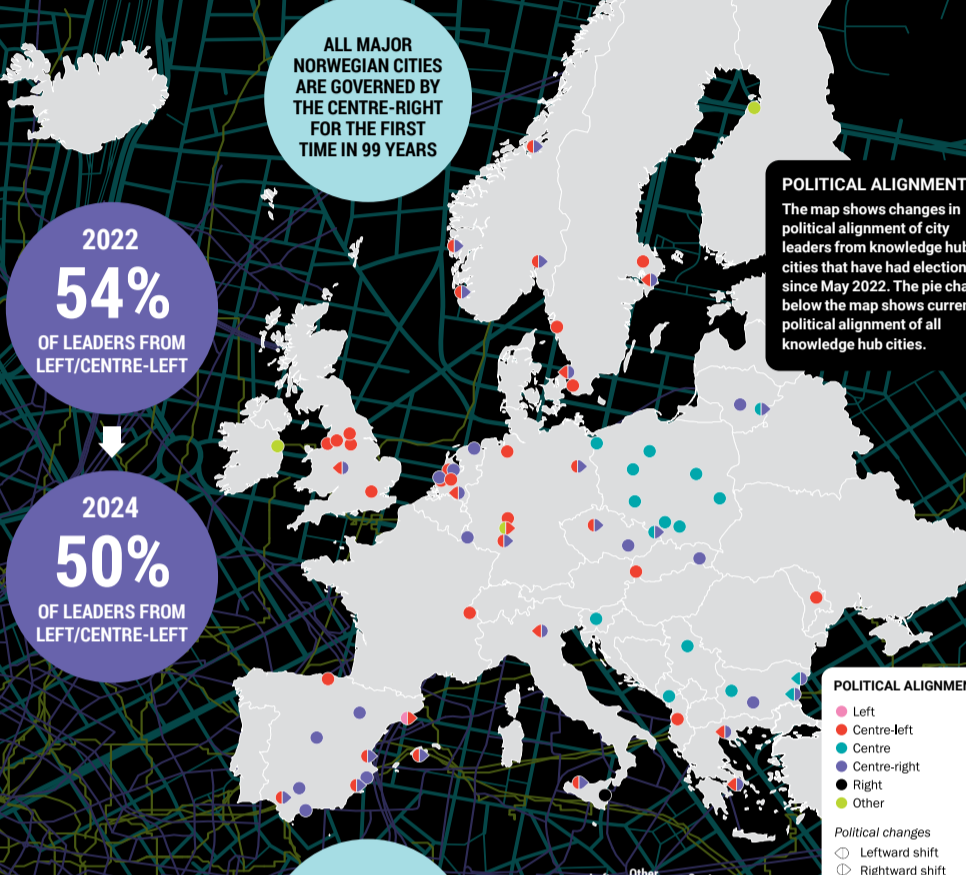 ALL MAJOR
NORWEGIAN CITIES
ARE GOVERNED BY
THE CENTRE-RIGHT
FOR THE FIRST
TIME IN 99 YEARS
2022
54%
OF LEADERS FROM
LEFT/CENTRE-LEFT
2024
50%
OF LEADERS FROM
LEFT/CENTRE-LEFT
POLITICAL ALIGNMENT
The map shows changes in
political alignment of city
leaders from knowledge hub
cities that have had election
since May 2022. The pie cha
below the map shows curren
political alignment of all
knowledge hub cities.
POLITICAL ALIGNMEN
Left
Centre-left
Centre
Centre-right
Right
Other
Political changes
Leftward shift
Rightward shift
Other